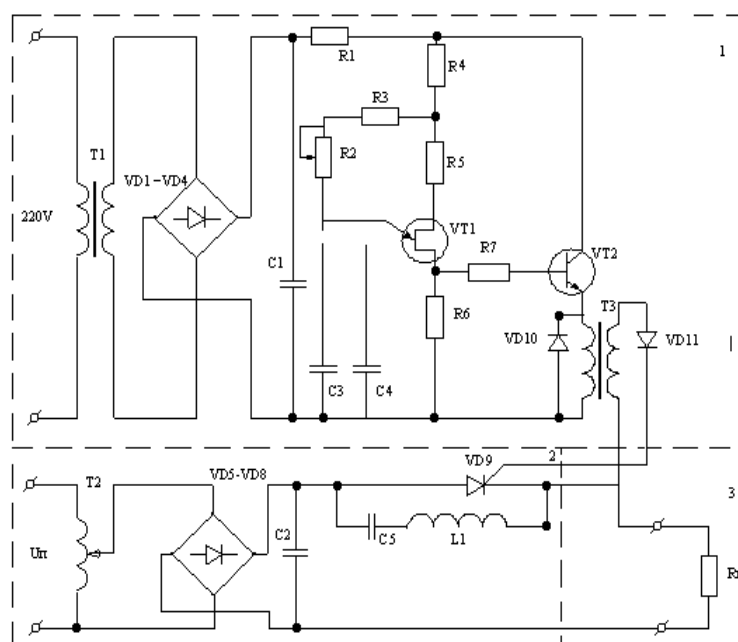 1
R1
R4
R3
T1
R2
R5
VD1-VD4
220V
VT1
R7
VT2
C1
T3
R6
VD10
VD11
C3
C4
2
VD9
T2
VD5-VD8
3
C2
C5
L1
Uп